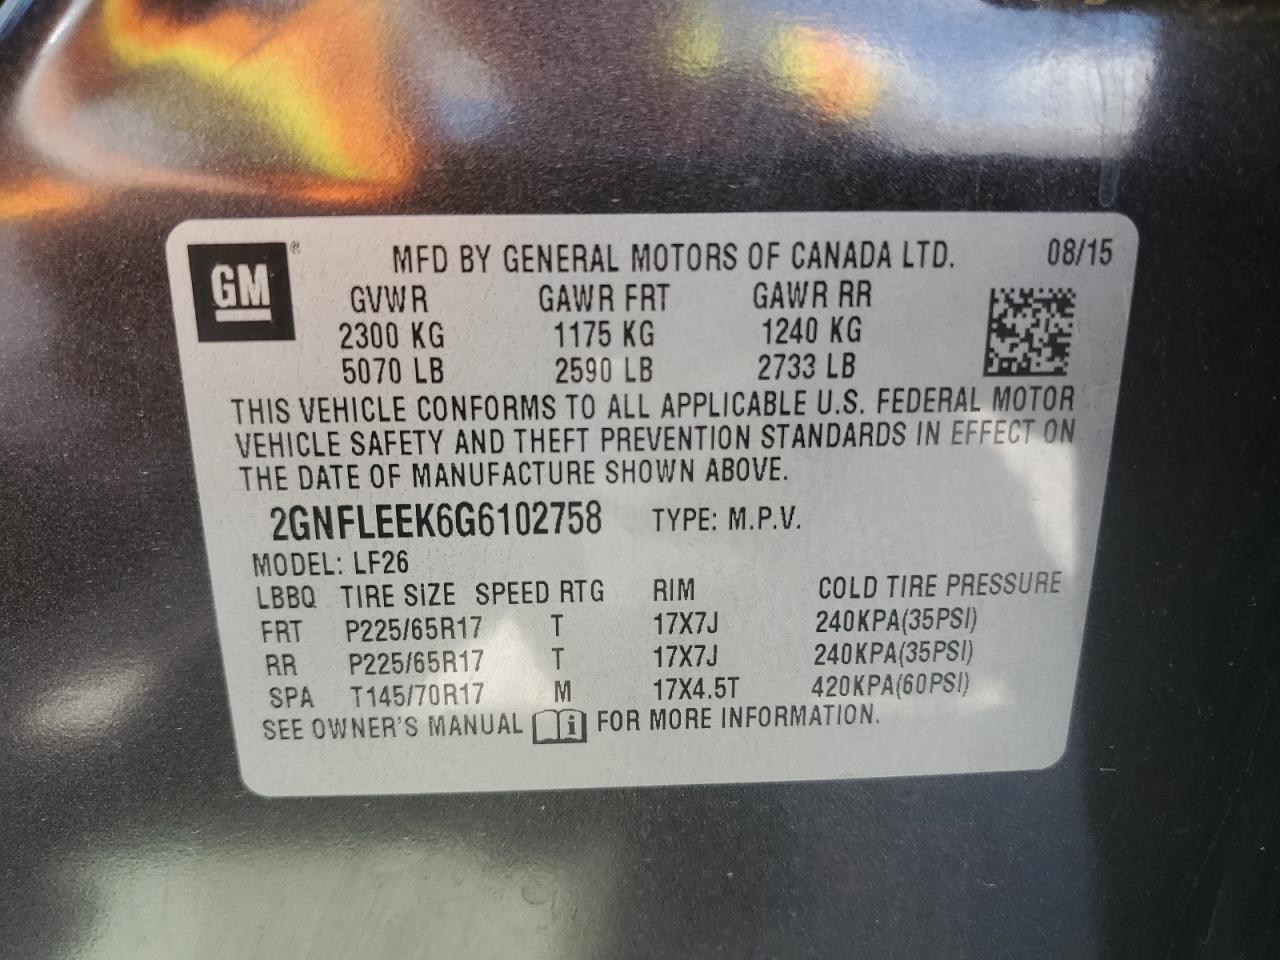 GM ® MFD BY GENERAL MOTORS OF CANADA LTD. 08/15
GVWR GAWR FRT GAWR RR
2300 KG 1175 KG 1240 KG
5070 LB 2590 LB 2733 LB
THIS VEHICLE CONFORMS TO ALL APPLICABLE U.S. FEDERAL MOTOR
VEHICLE SAFETY AND THEFT PREVENTION STANDARDS IN EFFECT ON
THE DATE OF MANUFACTURE SHOWN ABOVE.
2GNFLEEK6G6102758 TYPE: M.P.V.
MODEL: LF26
LBBQ TIRE SIZE SPEED RTG RIM COLD TIRE PRESSURE
FRT P225/65R17 T 17X7J 240KPA(35PSI)
RR P225/65R17 T 17X7J 240KPA(35PSI)
SPA T145/70R17 M 17X4.5T 420KPA(60PSI)
SEE OWNER'S MANUAL i FOR MORE INFORMATION.